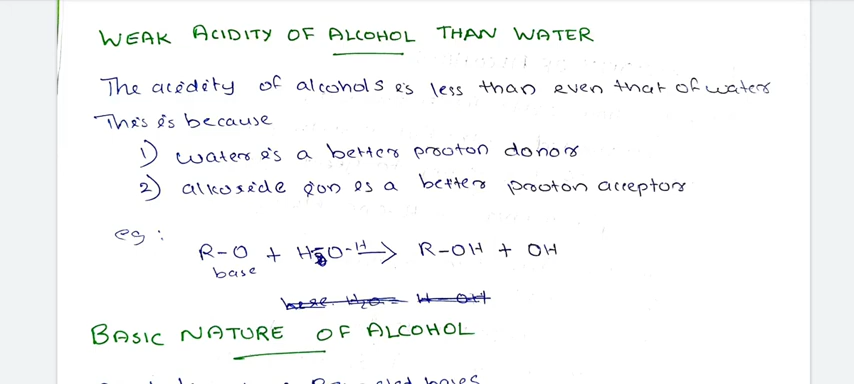 WEAK ACIDITY OF ALCOHOL THAN WATER
The acidity of alcohols is less than even that of water
This is because
1) water is a better proton donor
2) alkoxide ion is a better proton acceptor
eg :
R-O + H-O-H → R-OH + OH
base
BASIC NATURE OF ALCOHOL